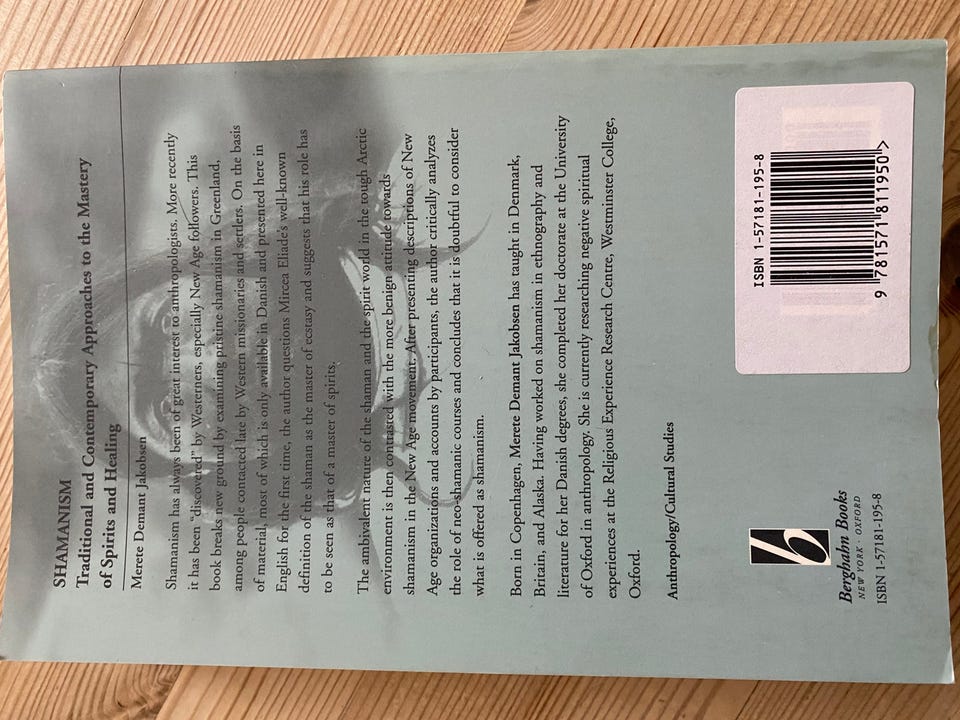 SHAMANISM
Traditional and Contemporary Approaches to the Mastery
of Spirits and Healing
Merete Demant Jakobsen
Shamanism has always been of great interest to anthropologists. More recently
it has been "discovered" by Westerners, especially New Age followers. This
book breaks new ground by examining pristine shamanism in Greenland,
among people contacted late by Western missionaries and settlers. On the basis
of material, most of which is only available in Danish and presented here in
English for the first time, the author questions Mircea Eliade's well-known
definition of the shaman as the master of ecstasy and suggests that his role has
to be seen as that of a master of spirits.
The ambivalent nature of the shaman and the spirit world in the tough Arctic
environment is then contrasted with the more benign attitude towards
shamanism in the New Age movement. After presenting descriptions of New
Age organizations and accounts by participants, the author critically analyzes
the role of neo-shamanic courses and concludes that it is doubtful to consider
what is offered as shamanism.
Born in Copenhagen, Merete Demant Jakobsen has taught in Denmark,
Britain, and Alaska. Having worked on shamanism in ethnography and
literature for her Danish degrees, she completed her doctorate at the University
of Oxford in anthropology. She is currently researching negative spiritual
experiences at the Religious Experience Research Centre, Westminster College,
Oxford.
Anthropology/Cultural Studies
b
Berghahn Books
NEW YORK · OXFORD
ISBN 1-57181-195-8
ISBN 1-57181-195-8
9 781571 811950 >